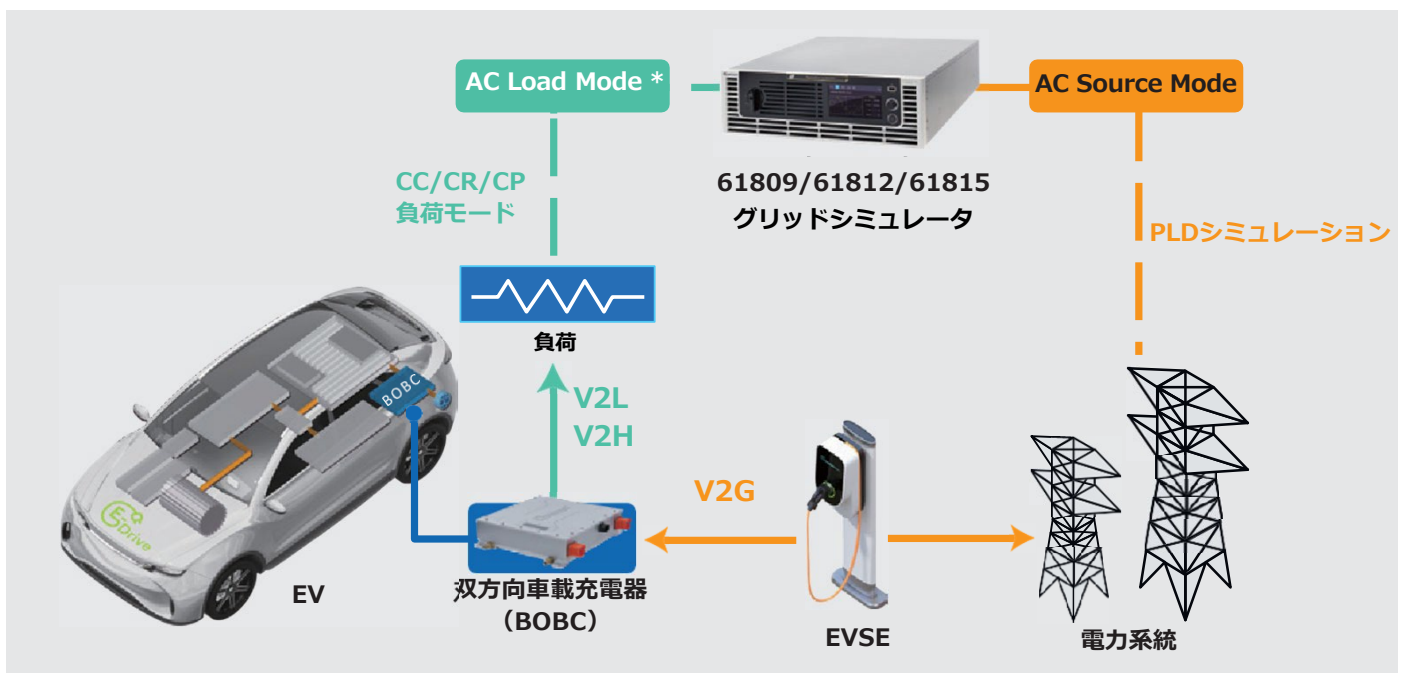 AC Load Mode *
AC Source Mode
CC/CR/CP
負荷モード
61809/61812/61815
グリッドシミュレータ
PLDシミュレーション
負荷
BOBC
V2L
V2H
V2G
Drive
EV
双方向車載充電器
（BOBC）
EVSE
電力系統